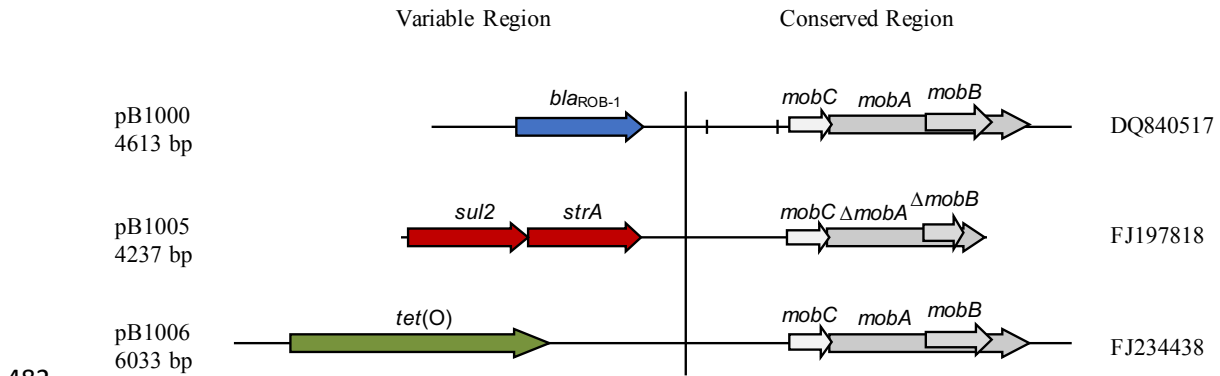 Variable Region Conserved Region
pB1000
4613 bp
blaROB-1
mobC mobA mobB
DQ840517
pB1005
4237 bp
sul2 strA
mobC ΔmobA ΔmobB
FJ197818
pB1006
6033 bp
tet(O)
mobC mobA mobB
FJ234438